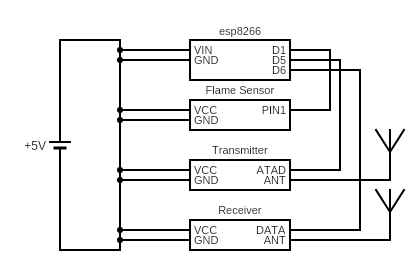 esp8266
VIN D1
GND D5
D6
Flame Sensor
VCC PIN1
GND
+5V
Transmitter
VCC ATAD
GND ANT
Receiver
VCC DATA
GND ANT